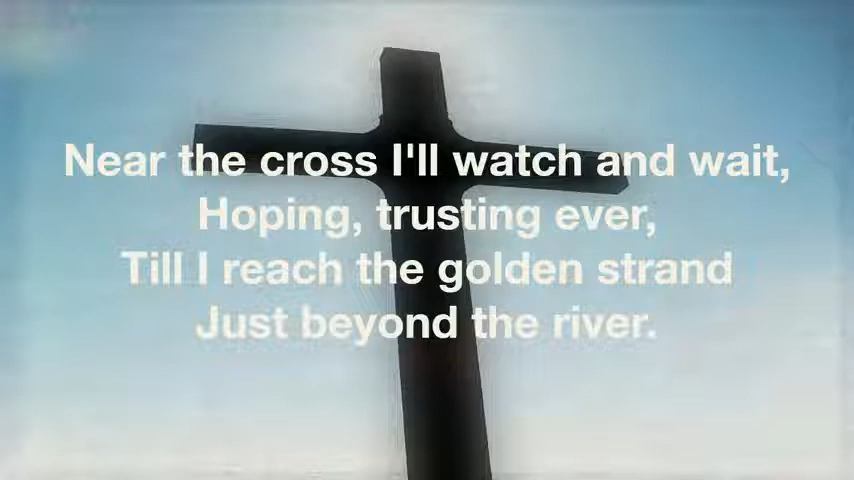 Near the cross I'll watch and wait,
Hoping, trusting ever,
Till I reach the golden strand
Just beyond the river.